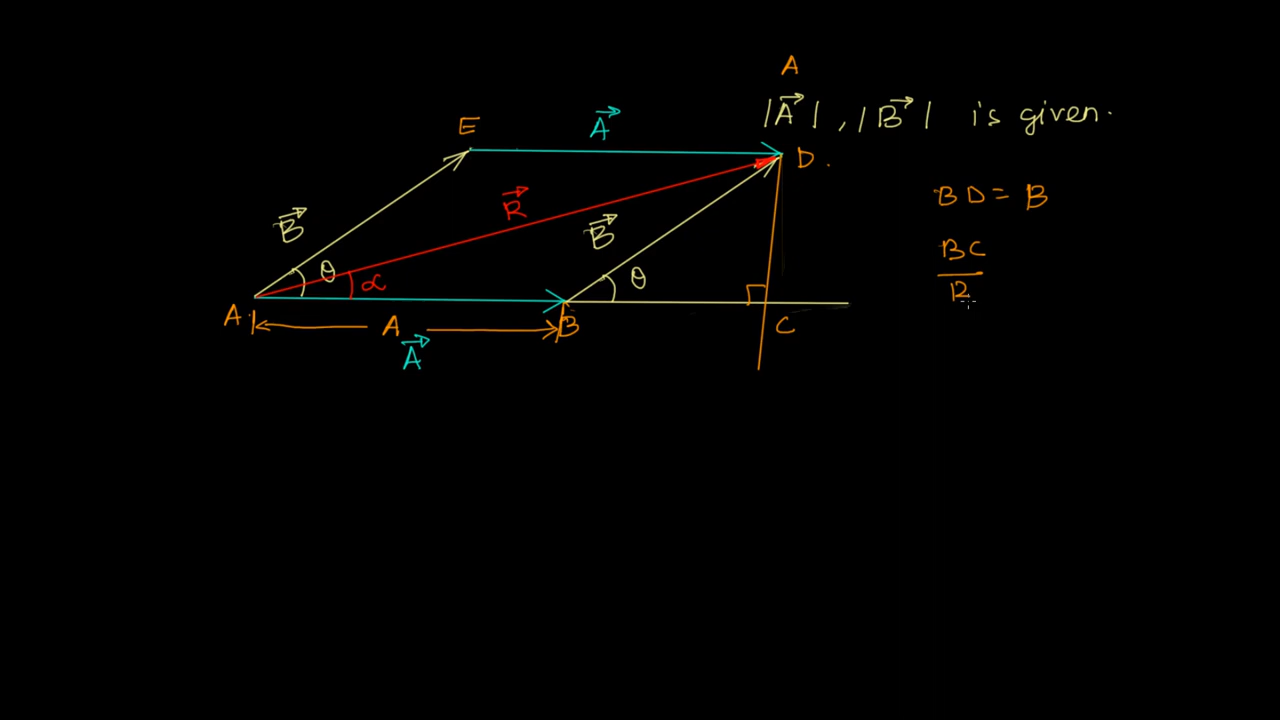 A
|A⃗|, |B⃗| is given.
E
A⃗
D.
BD = B
R⃗
B⃗
B⃗
BC
θ
α
θ
A
A
B
C
A⃗